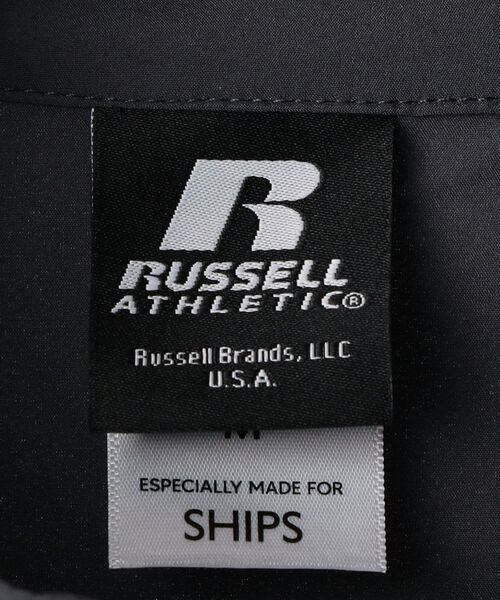 R
RUSSELL
ATHLETIC®
Russell Brands, LLC
U.S.A.
M
ESPECIALLY MADE FOR
SHIPS